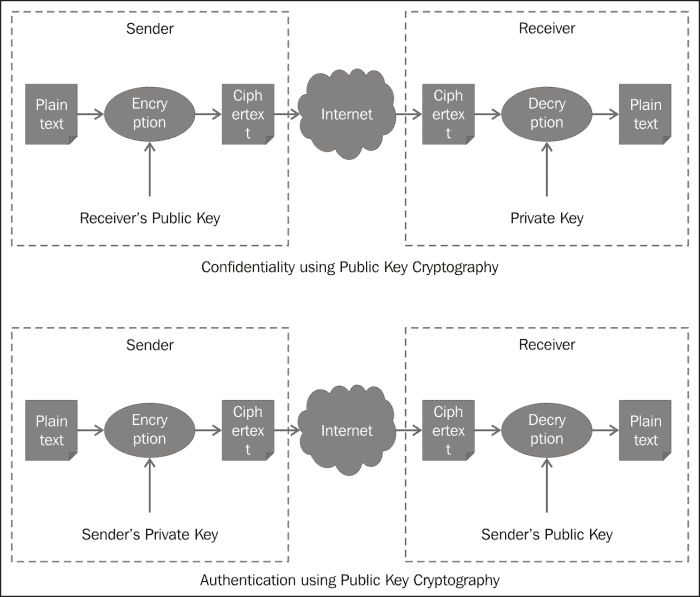 Sender
Receiver
Plain
text
Encry
ption
Ciph
ertex
t
Internet
Ciph
ertex
t
Decry
ption
Plain
text
Receiver's Public Key
Private Key
Confidentiality using Public Key Cryptography
Sender
Receiver
Plain
text
Encry
ption
Ciph
ertex
t
Internet
Ciph
ertex
t
Decry
ption
Plain
text
Sender's Private Key
Sender's Public Key
Authentication using Public Key Cryptography